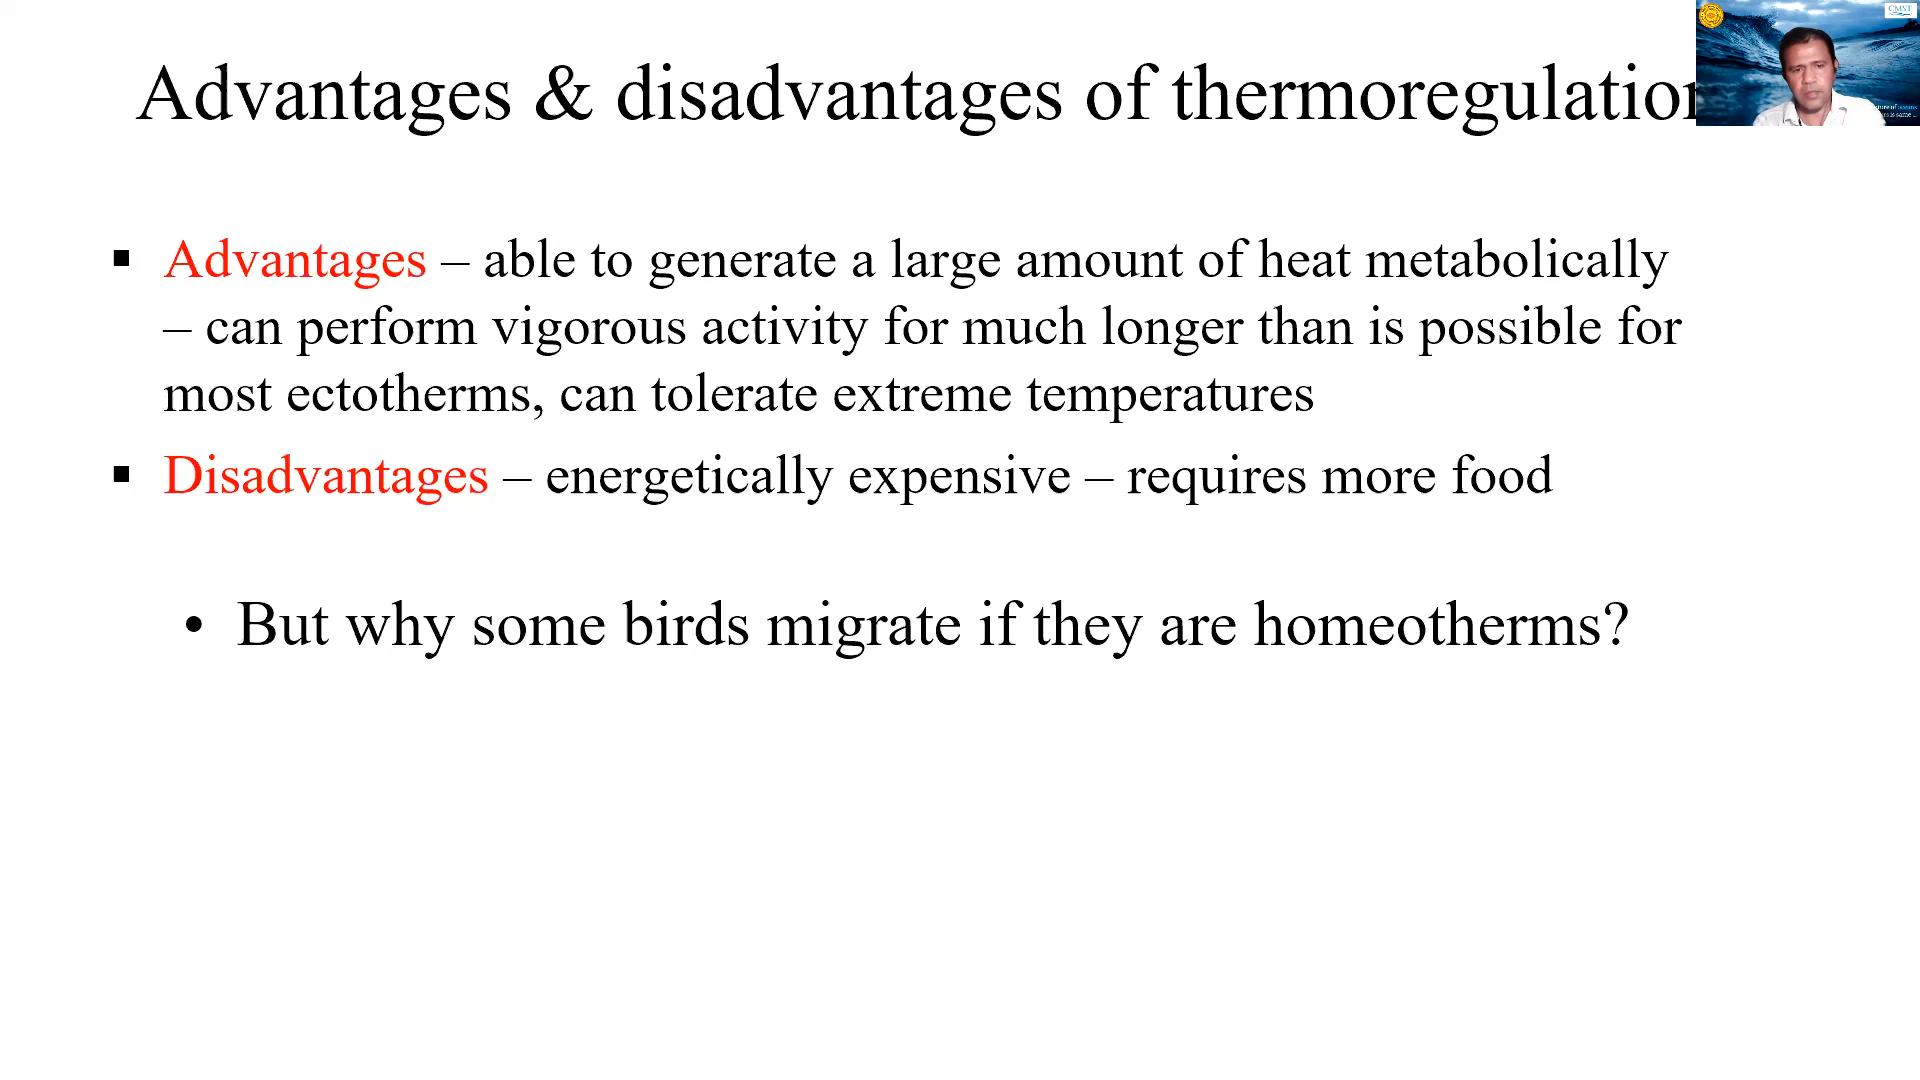 Advantages & disadvantages of thermoregulation
CMST
▪ Advantages – able to generate a large amount of heat metabolically
– can perform vigorous activity for much longer than is possible for
most ectotherms, can tolerate extreme temperatures
▪ Disadvantages – energetically expensive – requires more food
• But why some birds migrate if they are homeotherms?